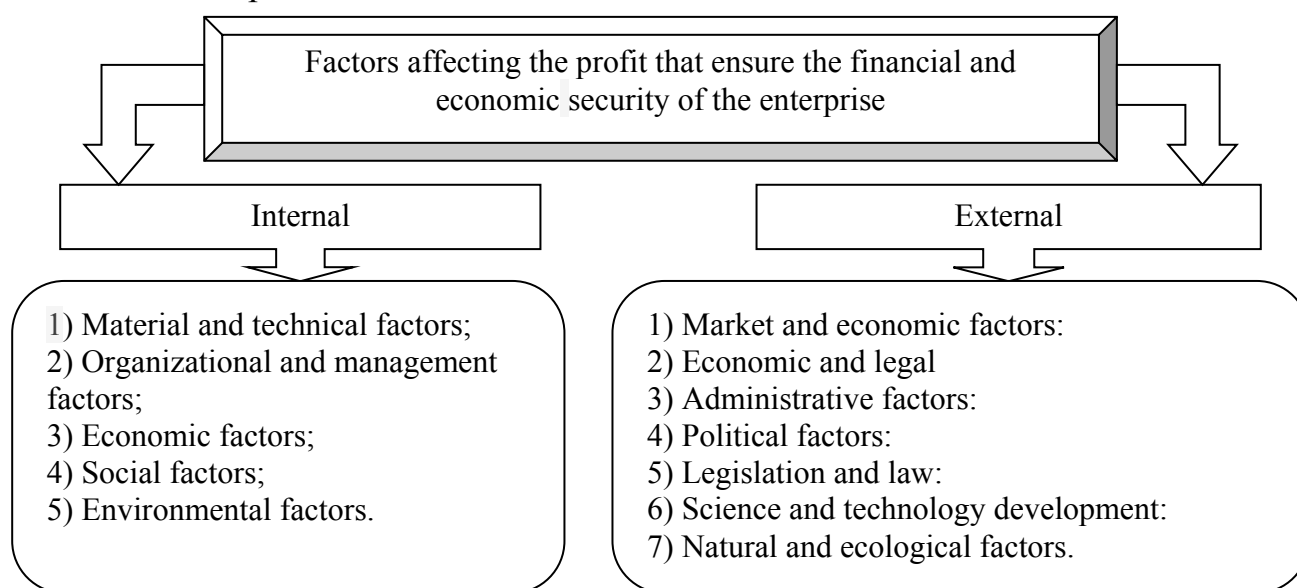 Factors affecting the profit that ensure the financial and
economic security of the enterprise
Internal
External
1) Material and technical factors;
2) Organizational and management
factors;
3) Economic factors;
4) Social factors;
5) Environmental factors.
1) Market and economic factors:
2) Economic and legal
3) Administrative factors:
4) Political factors:
5) Legislation and law:
6) Science and technology development:
7) Natural and ecological factors.